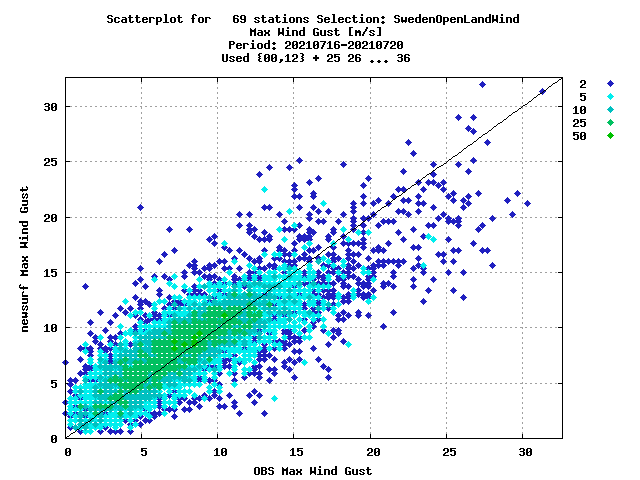 Scatterplot for   69 stations Selection: SwedenOpenLandWind
Max Wind Gust [m/s]
Period: 20210716-20210720
Used {00,12} + 25 26 ... 36
2
5
10
25
50
30
25
20
15
10
5
0
newsurf Max Wind Gust
0 5 10 15 20 25 30
OBS Max Wind Gust